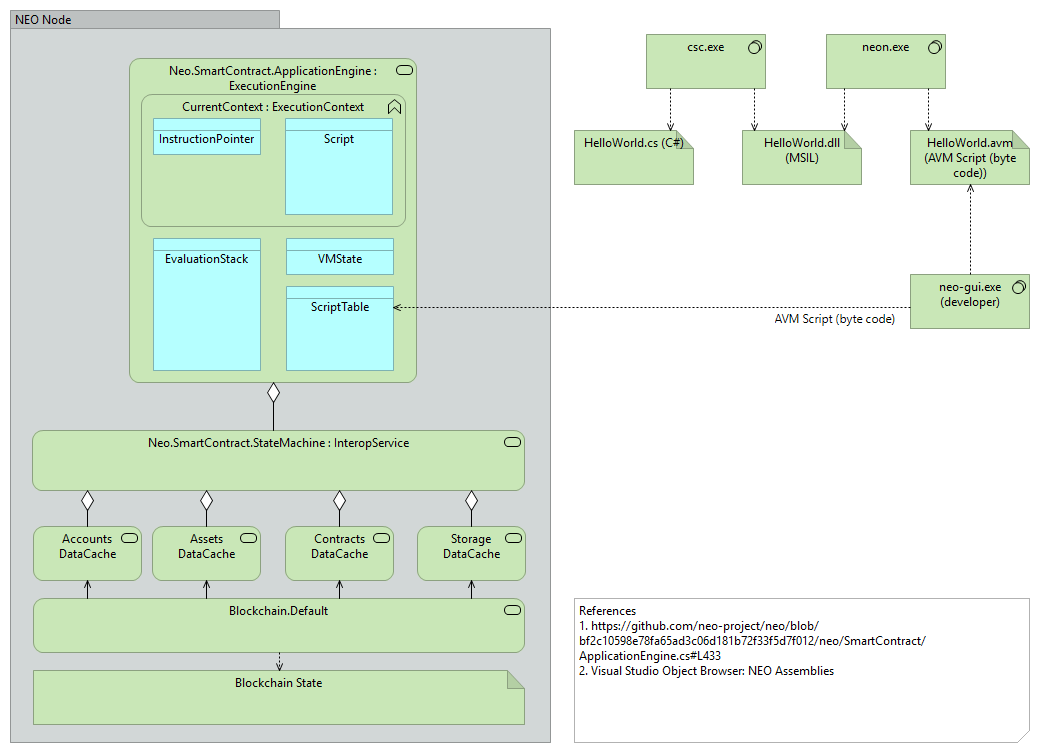 NEO Node
Neo.SmartContract.ApplicationEngine :
ExecutionEngine
CurrentContext : ExecutionContext
InstructionPointer
Script
EvaluationStack
VMState
ScriptTable
Neo.SmartContract.StateMachine : InteropService
Accounts
DataCache
Assets
DataCache
Contracts
DataCache
Storage
DataCache
Blockchain.Default
Blockchain State
csc.exe
neon.exe
HelloWorld.cs (C#)
HelloWorld.dll
(MSIL)
HelloWorld.avm
(AVM Script (byte
code))
neo-gui.exe
(developer)
AVM Script (byte code)
References
1. https://github.com/neo-project/neo/blob/
bf2c10598e78fa65ad3c06d181b72f33f5d7f012/neo/SmartContract/
ApplicationEngine.cs#L433
2. Visual Studio Object Browser: NEO Assemblies